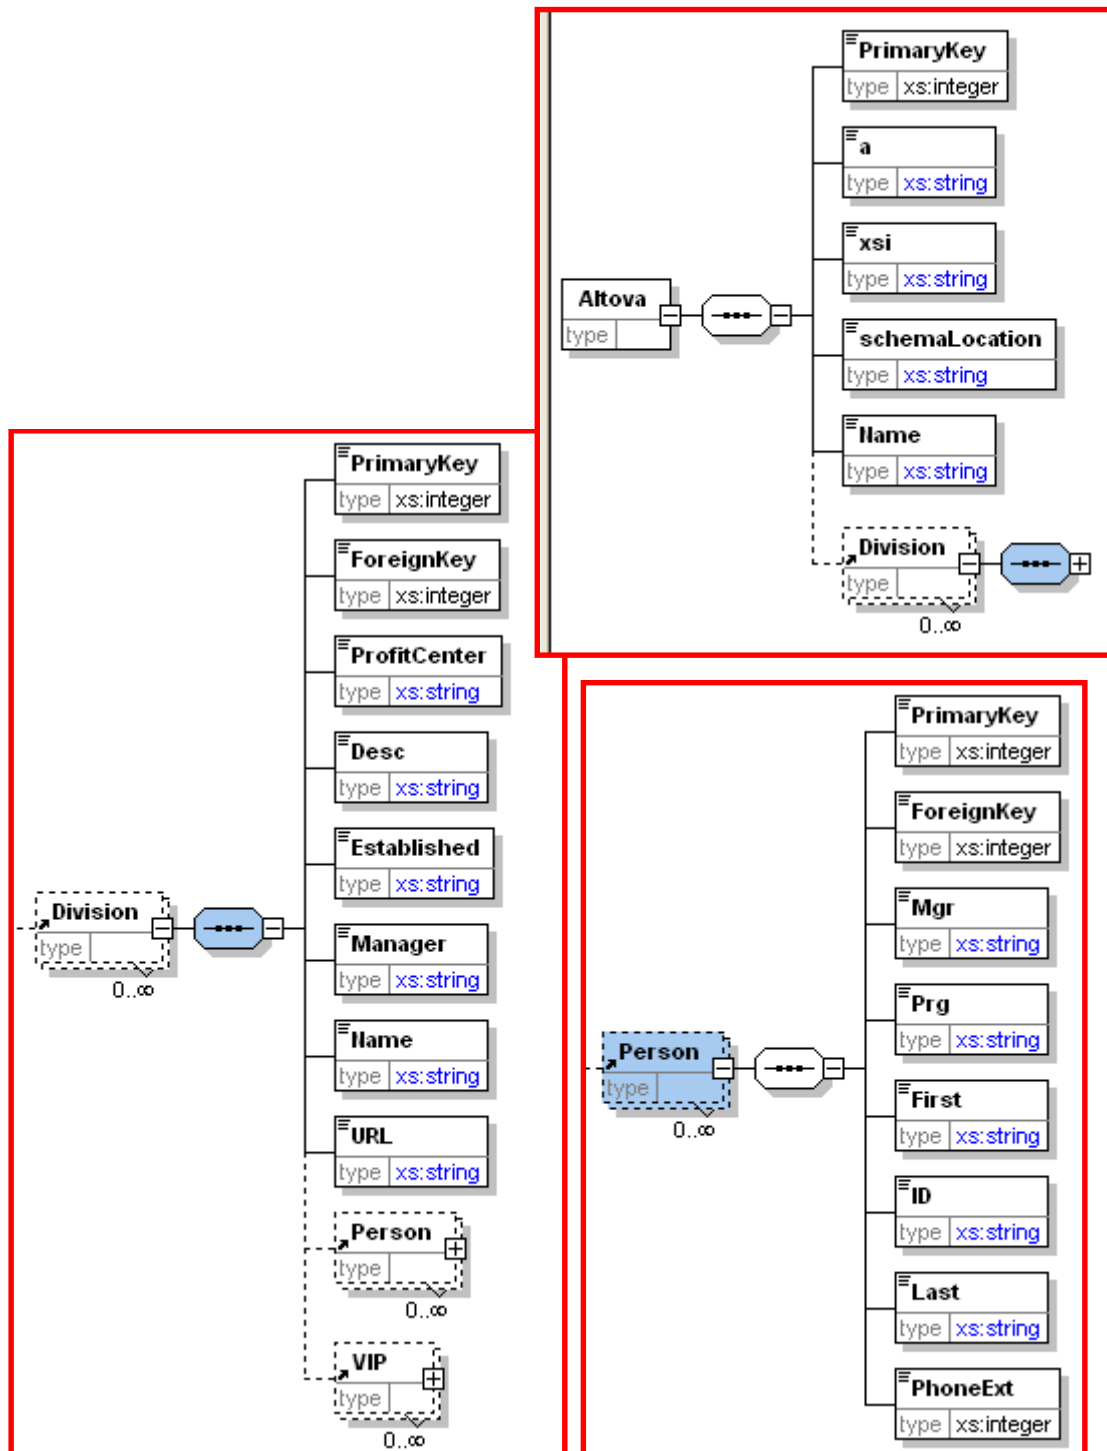 PrimaryKey
type xs:integer
a
type xs:string
xsi
type xs:string
Altova
type
schemaLocation
type xs:string
Name
type xs:string
Division
type
0..∞
PrimaryKey
type xs:integer
ForeignKey
type xs:integer
ProfitCenter
type xs:string
Desc
type xs:string
Established
type xs:string
Division
type
0..∞
Manager
type xs:string
Name
type xs:string
URL
type xs:string
Person
type
0..∞
VIP
type
0..∞
PrimaryKey
type xs:integer
ForeignKey
type xs:integer
Mgr
type xs:string
Prg
type xs:string
Person
type
0..∞
First
type xs:string
ID
type xs:string
Last
type xs:string
PhoneExt
type xs:integer